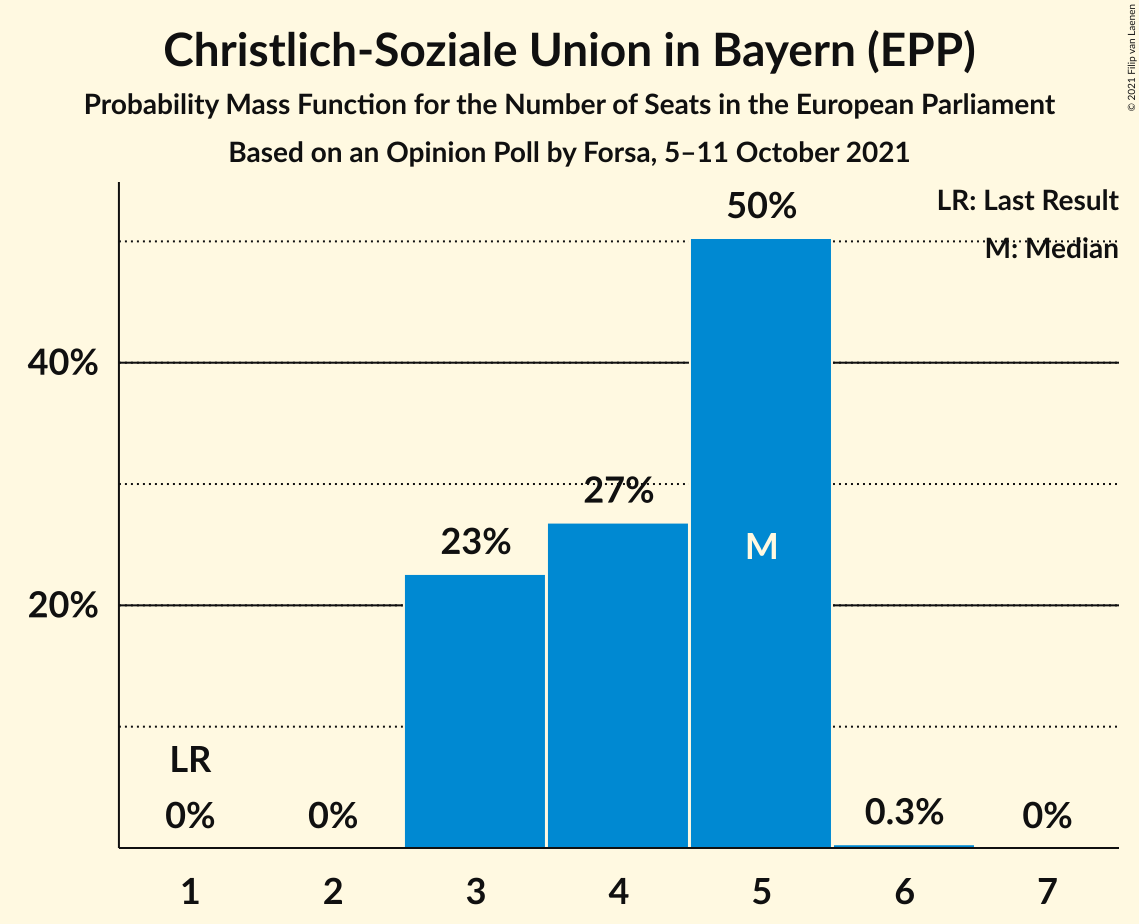 Christlich-Soziale Union in Bayern (EPP)
Probability Mass Function for the Number of Seats in the European Parliament
Based on an Opinion Poll by Forsa, 5–11 October 2021
© 2021 Filip van Laenen
LR: Last Result
M: Median
50%
40%
27%
23%
M
20%
LR
0%
0%
0.3%
0%
1 2 3 4 5 6 7